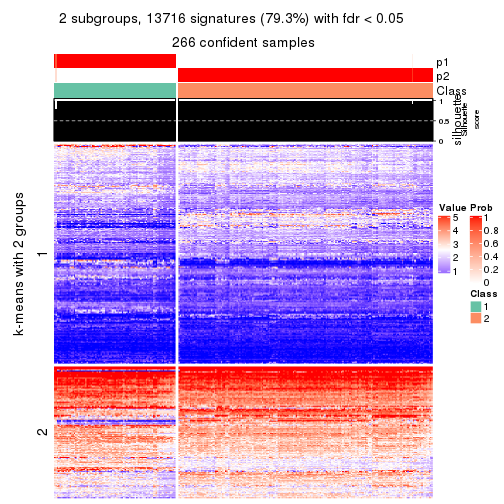 2 subgroups, 13716 signatures (79.3%) with fdr < 0.05
266 confident samples
p1
p2
Class
1
0.5
0
silhouette
Silhouette
score
k-means with 2 groups
1
2
Value
5
4
3
2
1
Prob
1
0.8
0.6
0.4
0.2
0
Class
1
2